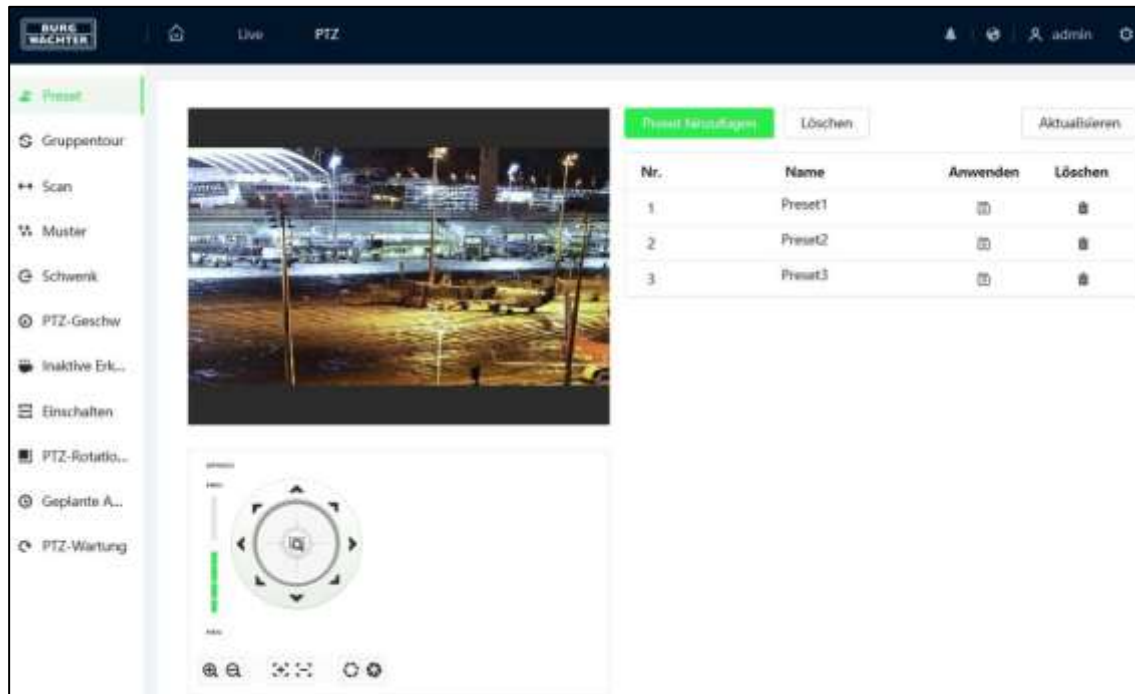 BURG
WÄCHTER
Live
PTZ
admin
Preset
Gruppentour
Scan
Muster
Schwenk
PTZ-Geschw
Inaktive Erk...
Einschalten
PTZ-Rotatio...
Geplante A...
PTZ-Wartung
Preset hinzufügen
Löschen
Aktualisieren
Nr. Name Anwenden Löschen
1 Preset1
2 Preset2
3 Preset3